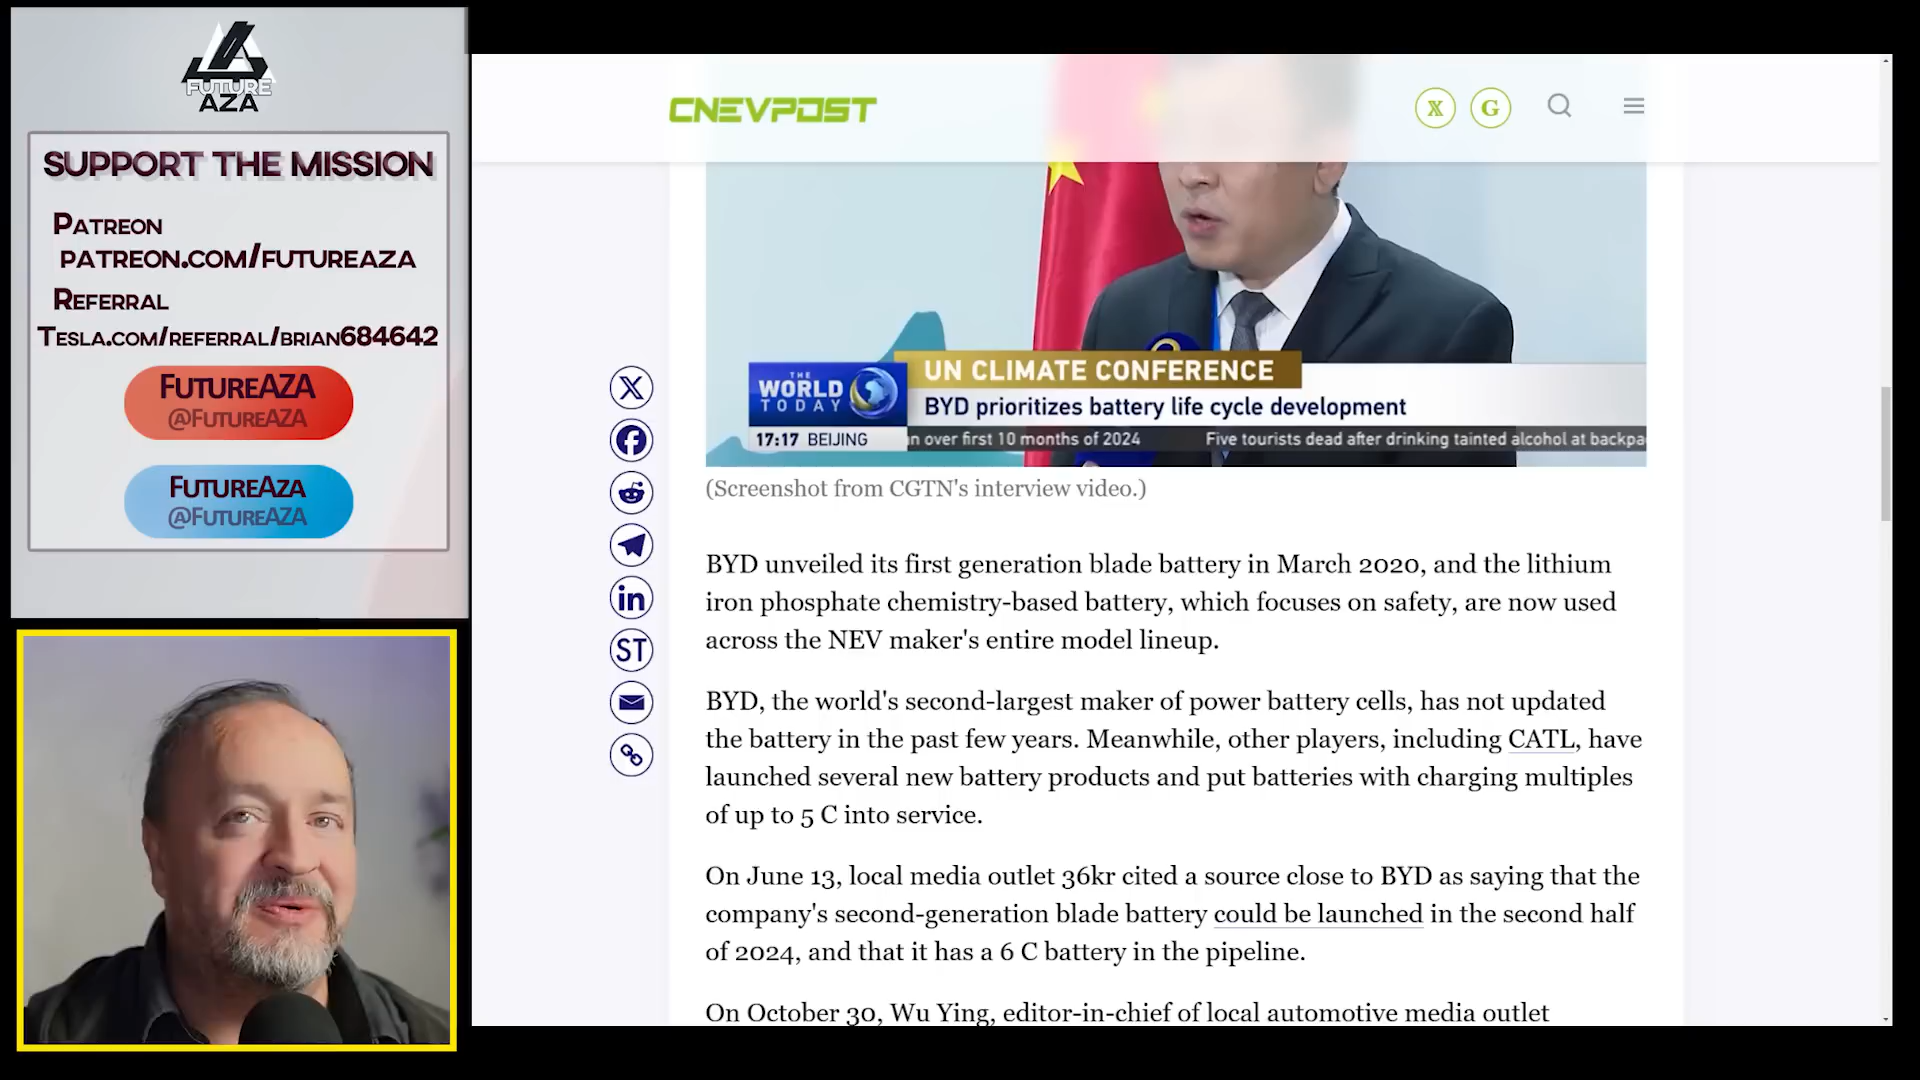 FUTURE
AZA
SUPPORT THE MISSION
PATREON
PATREON.COM/FUTUREAZA
REFERRAL
TESLA.COM/REFERRAL/BRIAN684642
FUTUREAZA
@FUTUREAZA
FUTUREAZA
@FUTUREAZA
CNEVPOST
X
G
THE
WORLD
TODAY
UN CLIMATE CONFERENCE
BYD prioritizes battery life cycle development
17:17 BEIJING
n over first 10 months of 2024 Five tourists dead after drinking tainted alcohol at backpa
(Screenshot from CGTN's interview video.)
X
in
ST
BYD unveiled its first generation blade battery in March 2020, and the lithium
iron phosphate chemistry-based battery, which focuses on safety, are now used
across the NEV maker's entire model lineup.
BYD, the world's second-largest maker of power battery cells, has not updated
the battery in the past few years. Meanwhile, other players, including CATL, have
launched several new battery products and put batteries with charging multiples
of up to 5 C into service.
On June 13, local media outlet 36kr cited a source close to BYD as saying that the
company's second-generation blade battery could be launched in the second half
of 2024, and that it has a 6 C battery in the pipeline.
On October 30, Wu Ying, editor-in-chief of local automotive media outlet